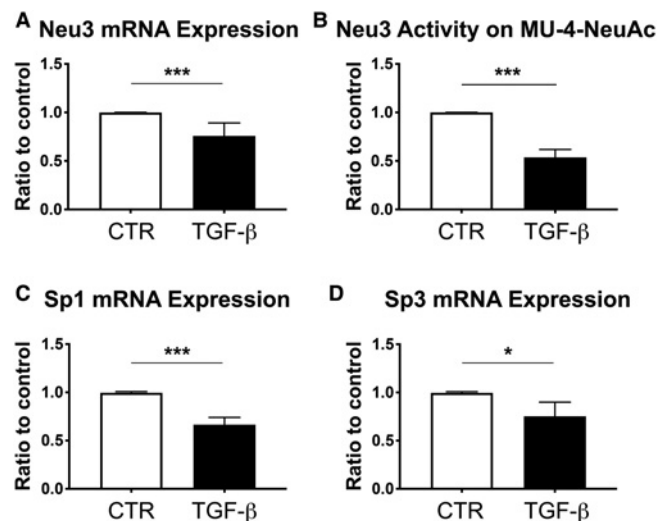 A Neu3 mRNA Expression
Ratio to control
1.5
1.0
0.5
0.0
***
CTR TGF-β
B Neu3 Activity on MU-4-NeuAc
Ratio to control
1.5
1.0
0.5
0.0
***
CTR TGF-β
C Sp1 mRNA Expression
Ratio to control
1.5
1.0
0.5
0.0
***
CTR TGF-β
D Sp3 mRNA Expression
Ratio to control
1.5
1.0
0.5
0.0
*
CTR TGF-β